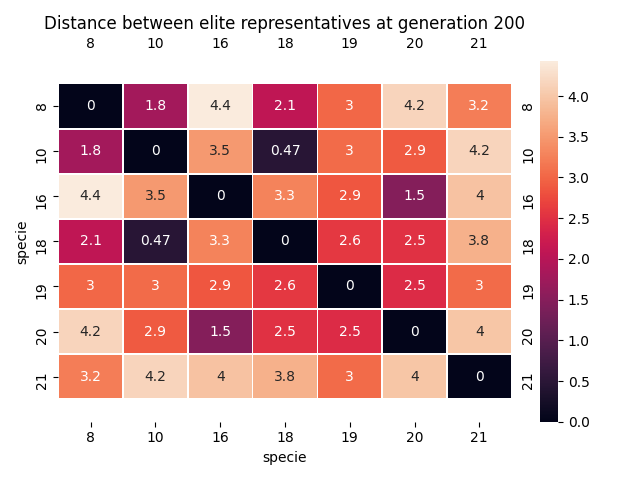 Distance between elite representatives at generation 200
8 10 16 18 19 20 21
8 0 1.8 4.4 2.1 3 4.2 3.2 8
10 1.8 0 3.5 0.47 3 2.9 4.2 10
16 4.4 3.5 0 3.3 2.9 1.5 4 16
18 2.1 0.47 3.3 0 2.6 2.5 3.8 18
19 3 3 2.9 2.6 0 2.5 3 19
20 4.2 2.9 1.5 2.5 2.5 0 4 20
21 3.2 4.2 4 3.8 3 4 0 21
specie
8 10 16 18 19 20 21
specie
4.0
3.5
3.0
2.5
2.0
1.5
1.0
0.5
0.0